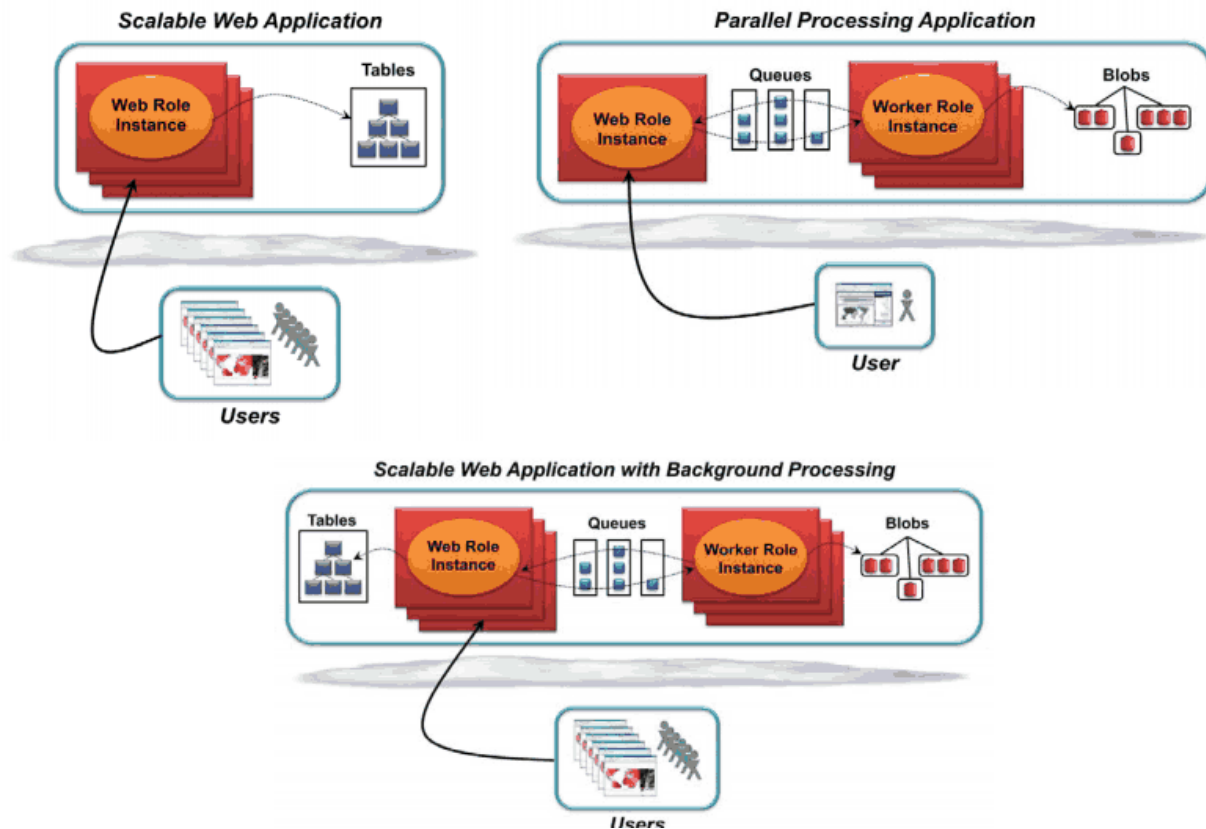 Scalable Web Application
Tables
Web Role
Instance
Users
Parallel Processing Application
Queues
Blobs
Web Role
Instance
Worker Role
Instance
User
Scalable Web Application with Background Processing
Tables
Queues
Blobs
Web Role
Instance
Worker Role
Instance
Users